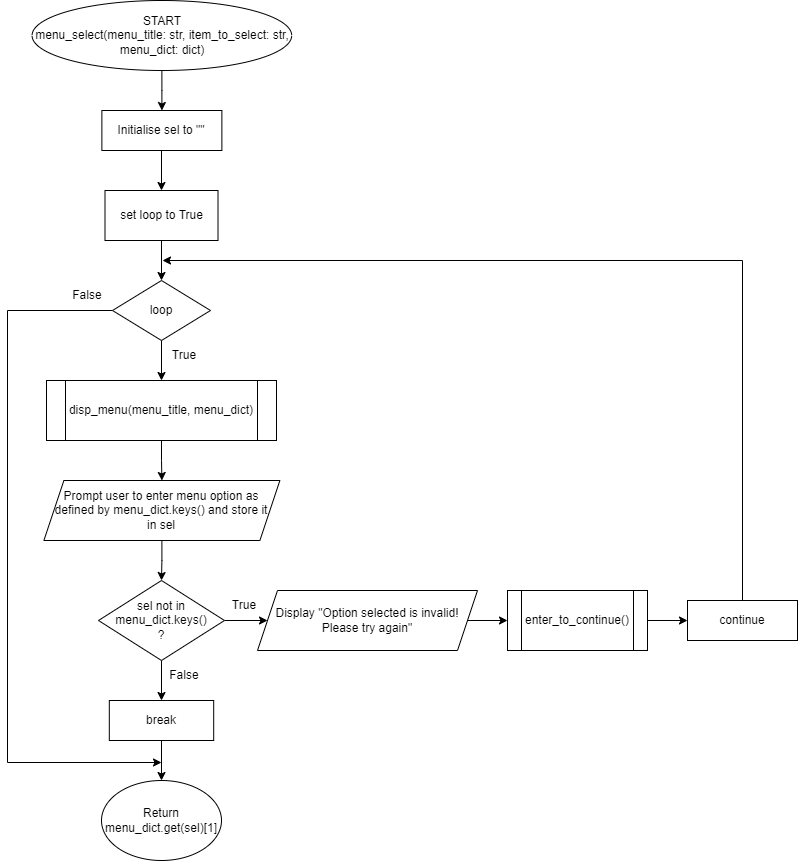 START
menu_select(menu_title: str, item_to_select: str,
menu_dict: dict)
Initialise sel to ""
set loop to True
False
loop
True
disp_menu(menu_title, menu_dict)
Prompt user to enter menu option as
defined by menu_dict.keys() and store it
in sel
sel not in
menu_dict.keys()
?
True
Display "Option selected is invalid!
Please try again"
enter_to_continue()
continue
False
break
Return
menu_dict.get(sel)[1]